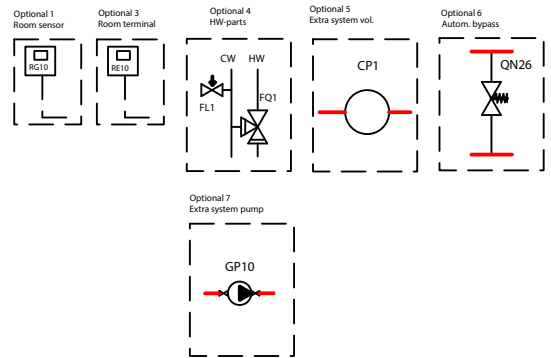 Optional 1
Room sensor
RG10
Optional 3
Room terminal
RE10
Optional 4
HW-parts
CW HW
FL1
FQ1
Optional 5
Extra system vol.
CP1
Optional 6
Autom. bypass
QN26
Optional 7
Extra system pump
GP10